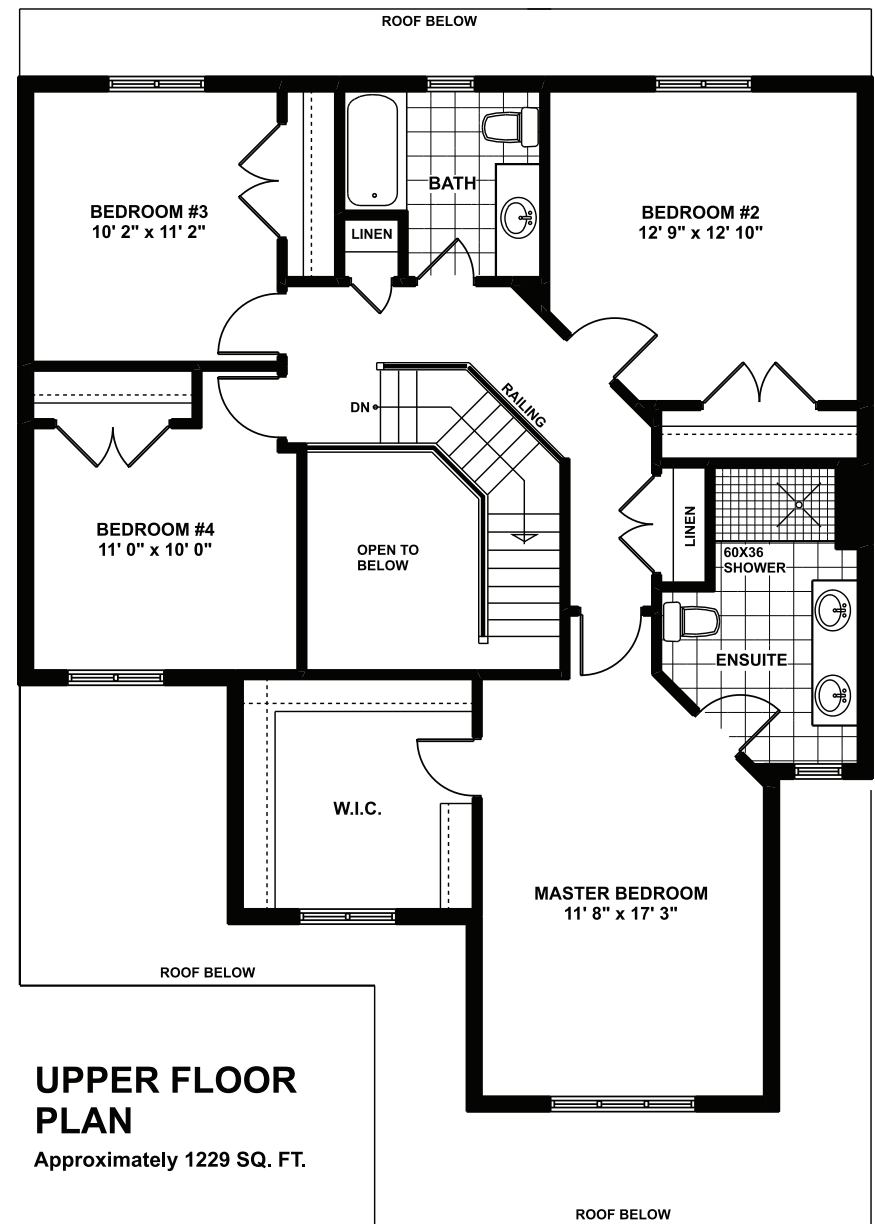 ROOF BELOW
BATH
BEDROOM #3
10' 2" x 11' 2"
BEDROOM #2
12' 9" x 12' 10"
LINEN
RAILING
DN
BEDROOM #4
11' 0" x 10' 0"
OPEN TO
BELOW
LINEN
60X36
SHOWER
ENSUITE
W.I.C.
MASTER BEDROOM
11' 8" x 17' 3"
ROOF BELOW
UPPER FLOOR
PLAN
Approximately 1229 SQ. FT.
ROOF BELOW